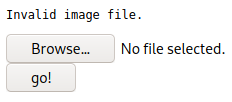 Invalid image file.
Browse... No file selected.
go!